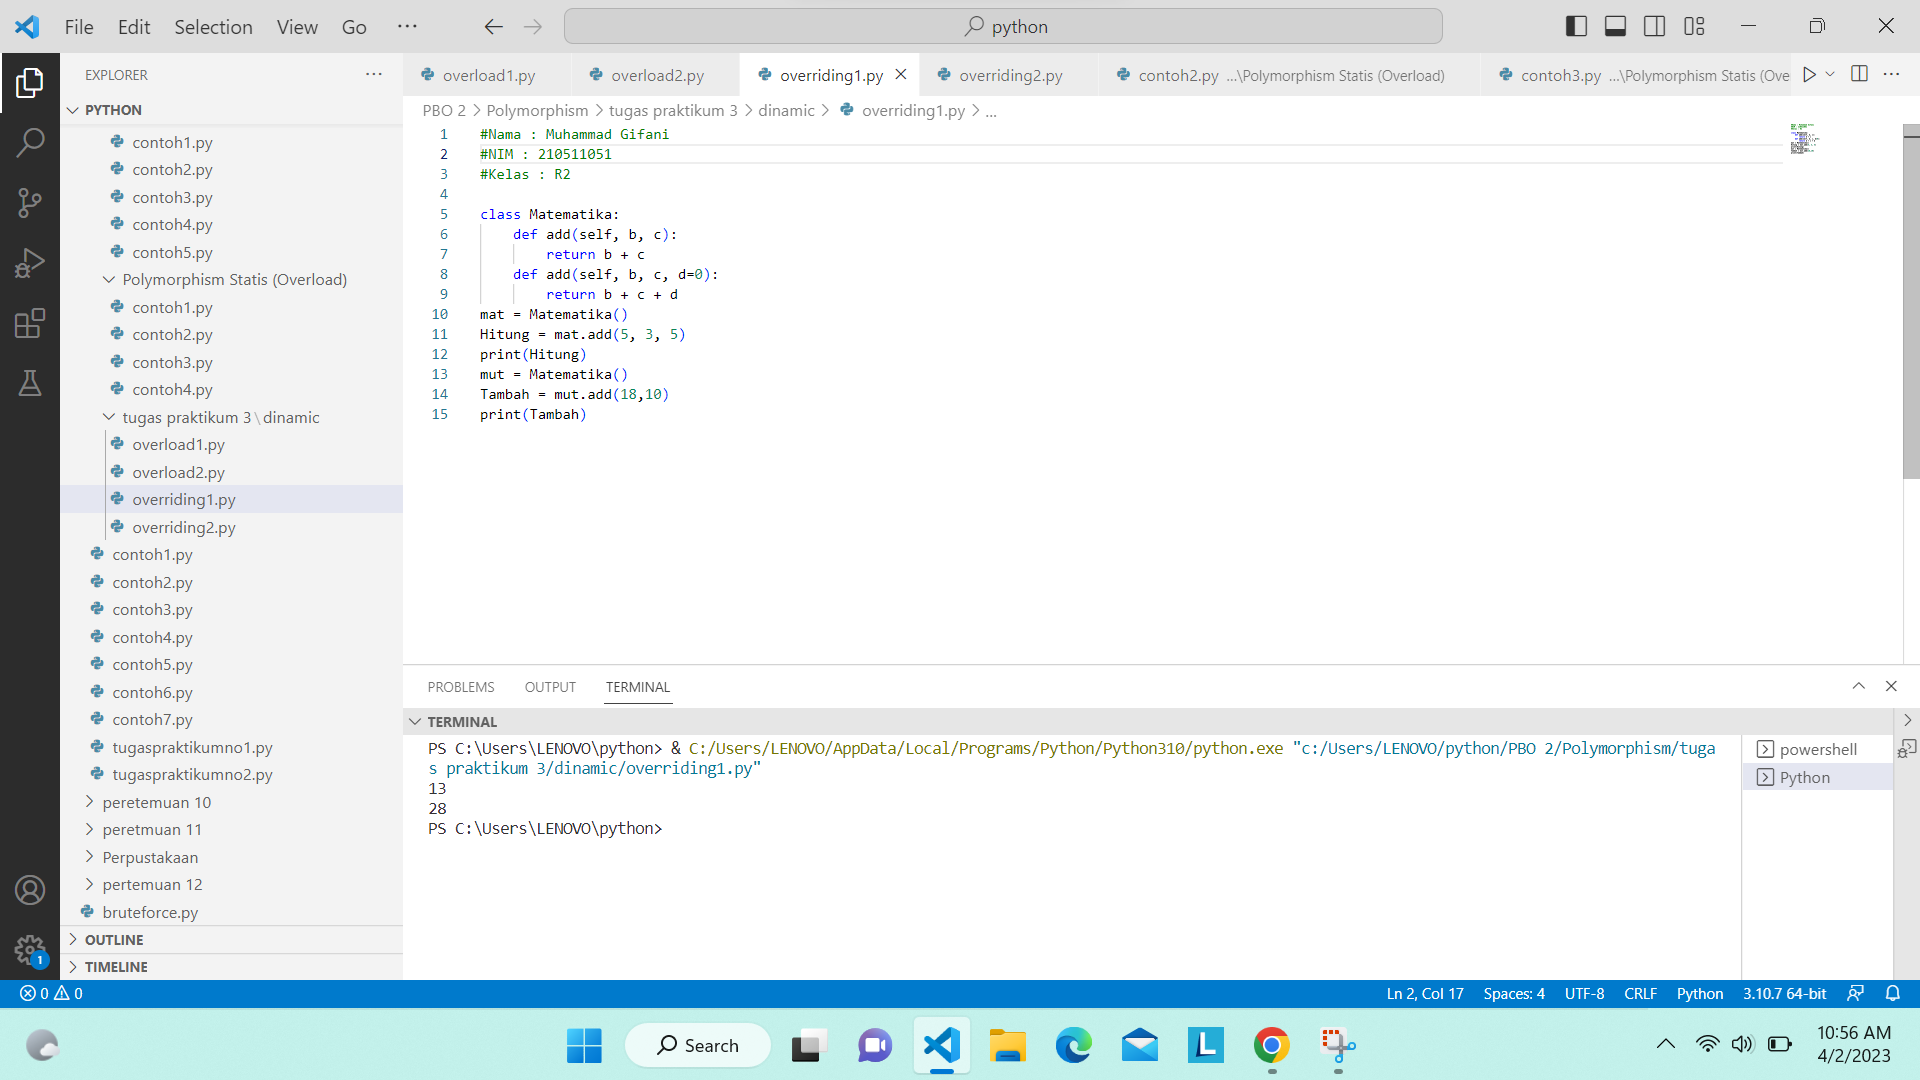 File Edit Selection View Go ···
python
EXPLORER ···
PYTHON
contoh1.py
contoh2.py
contoh3.py
contoh4.py
contoh5.py
Polymorphism Statis (Overload)
contoh1.py
contoh2.py
contoh3.py
contoh4.py
tugas praktikum 3\dinamic
overload1.py
overload2.py
overriding1.py
overriding2.py
contoh1.py
contoh2.py
contoh3.py
contoh4.py
contoh5.py
contoh6.py
contoh7.py
tugaspraktikumno1.py
tugaspraktikumno2.py
peretemuan 10
peretmuan 11
Perpustakaan
pertemuan 12
bruteforce.py
OUTLINE
TIMELINE
1
overload1.py overload2.py overriding1.py overriding2.py contoh2.py ...\Polymorphism Statis (Overload) contoh3.py ...\Polymorphism Statis (Ove ···
PBO 2 > Polymorphism > tugas praktikum 3 > dinamic > overriding1.py > ...
1 #Nama : Muhammad Gifani
2 #NIM : 210511051
3 #Kelas : R2
4
5 class Matematika:
6     def add(self, b, c):
7         return b + c
8     def add(self, b, c, d=0):
9         return b + c + d
10 mat = Matematika()
11 Hitung = mat.add(5, 3, 5)
12 print(Hitung)
13 mut = Matematika()
14 Tambah = mut.add(18,10)
15 print(Tambah)
PROBLEMS OUTPUT TERMINAL
TERMINAL
PS C:\Users\LENOVO\python> & C:/Users/LENOVO/AppData/Local/Programs/Python/Python310/python.exe "c:/Users/LENOVO/python/PBO 2/Polymorphism/tuga
s praktikum 3/dinamic/overriding1.py"
13
28
PS C:\Users\LENOVO\python>
powershell
Python
0 0 Ln 2, Col 17 Spaces: 4 UTF-8 CRLF Python 3.10.7 64-bit
Search
L
10:56 AM
4/2/2023